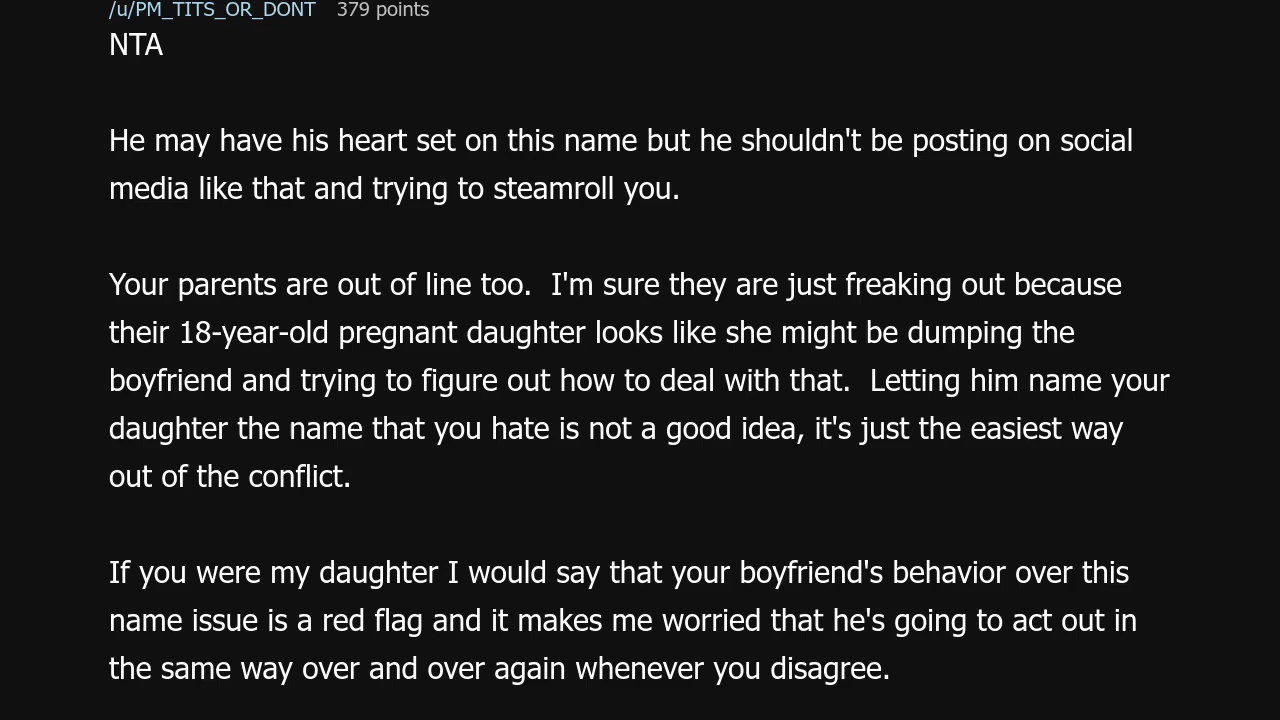 /u/PM_TITS_OR_DONT 379 points
NTA
He may have his heart set on this name but he shouldn't be posting on social
media like that and trying to steamroll you.
Your parents are out of line too.  I'm sure they are just freaking out because
their 18-year-old pregnant daughter looks like she might be dumping the
boyfriend and trying to figure out how to deal with that.  Letting him name your
daughter the name that you hate is not a good idea, it's just the easiest way
out of the conflict.
If you were my daughter I would say that your boyfriend's behavior over this
name issue is a red flag and it makes me worried that he's going to act out in
the same way over and over again whenever you disagree.